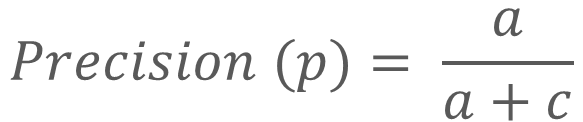 Precision (p) = a / a + c